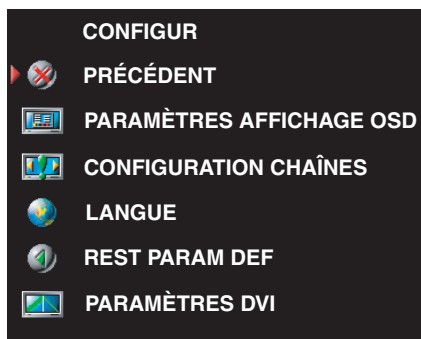 CONFIGUR
PRÉCÉDENT
PARAMÈTRES AFFICHAGE OSD
CONFIGURATION CHAÎNES
LANGUE
REST PARAM DEF
PARAMÈTRES DVI